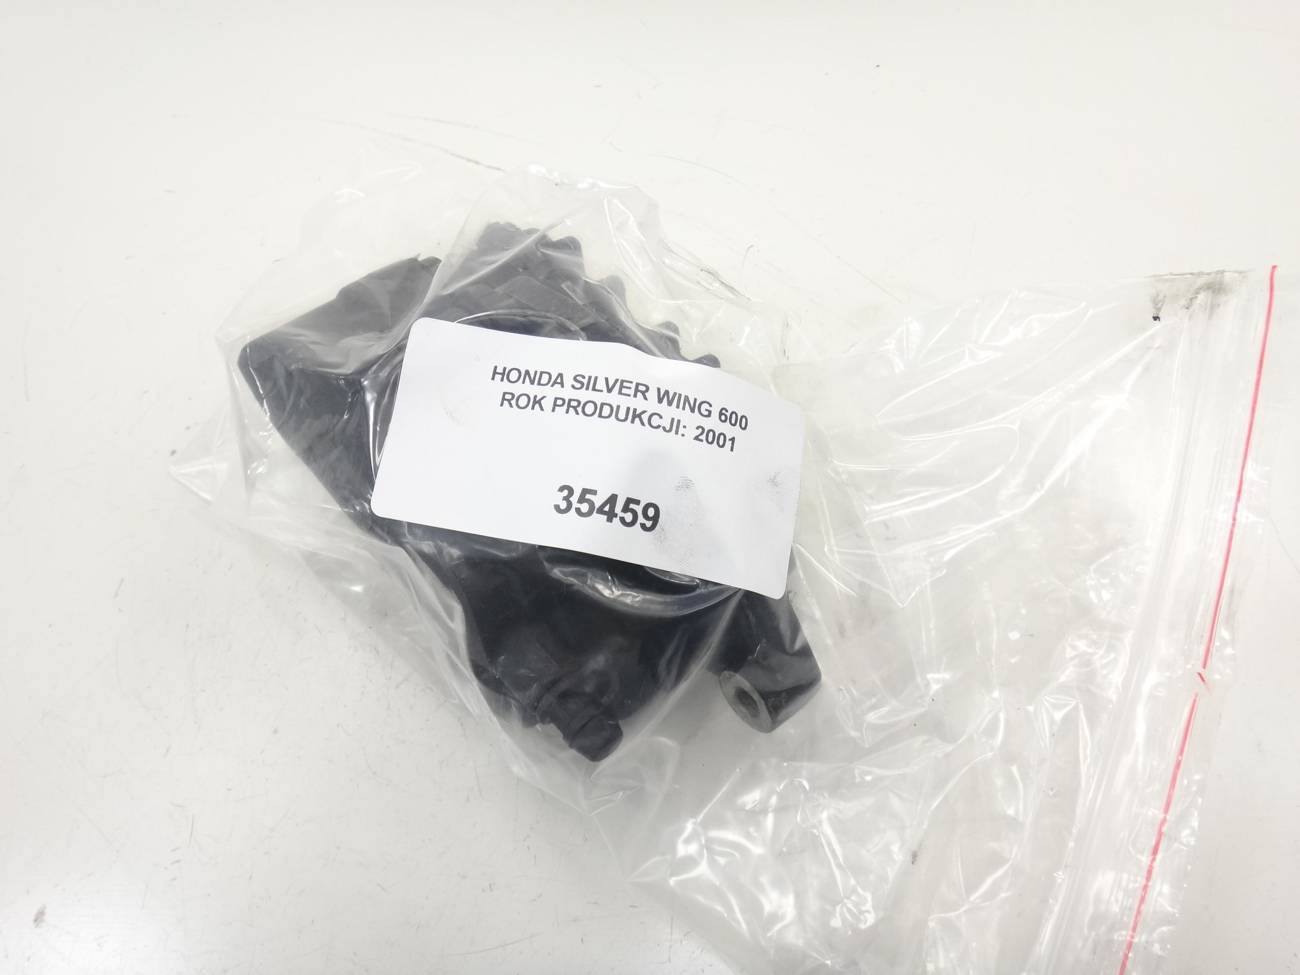 HONDA SILVER WING 600
ROK PRODUKCJI: 2001
35459